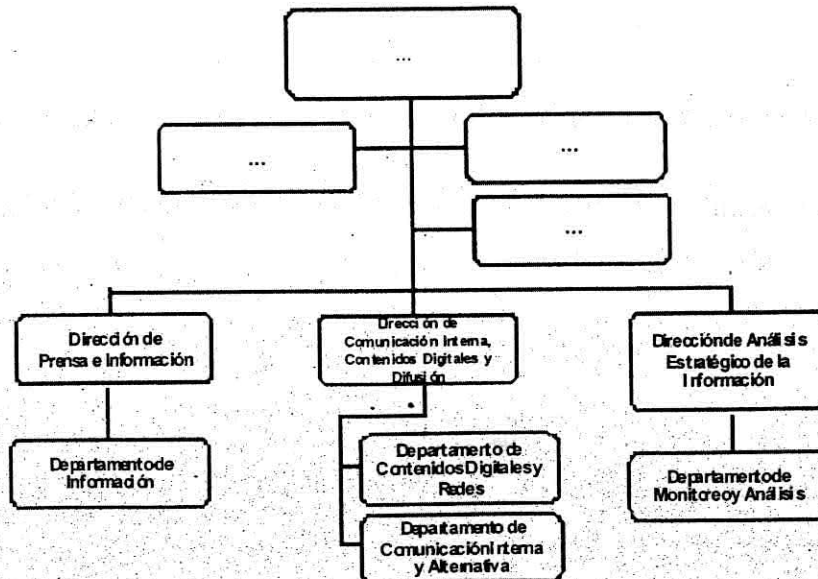 ...
...
...
...
Dirección de
Prensa e Información
Dirección de
Comunicación Interna,
Contenidos Digitales y
Difusión
Dirección de Análisis
Estratégico de la
Información
Departamento de
Información
Departamento de
Contenidos Digitales y
Redes
Departamento de
Monitoreo y Análisis
Departamento de
Comunicación Interna
y Alternativa